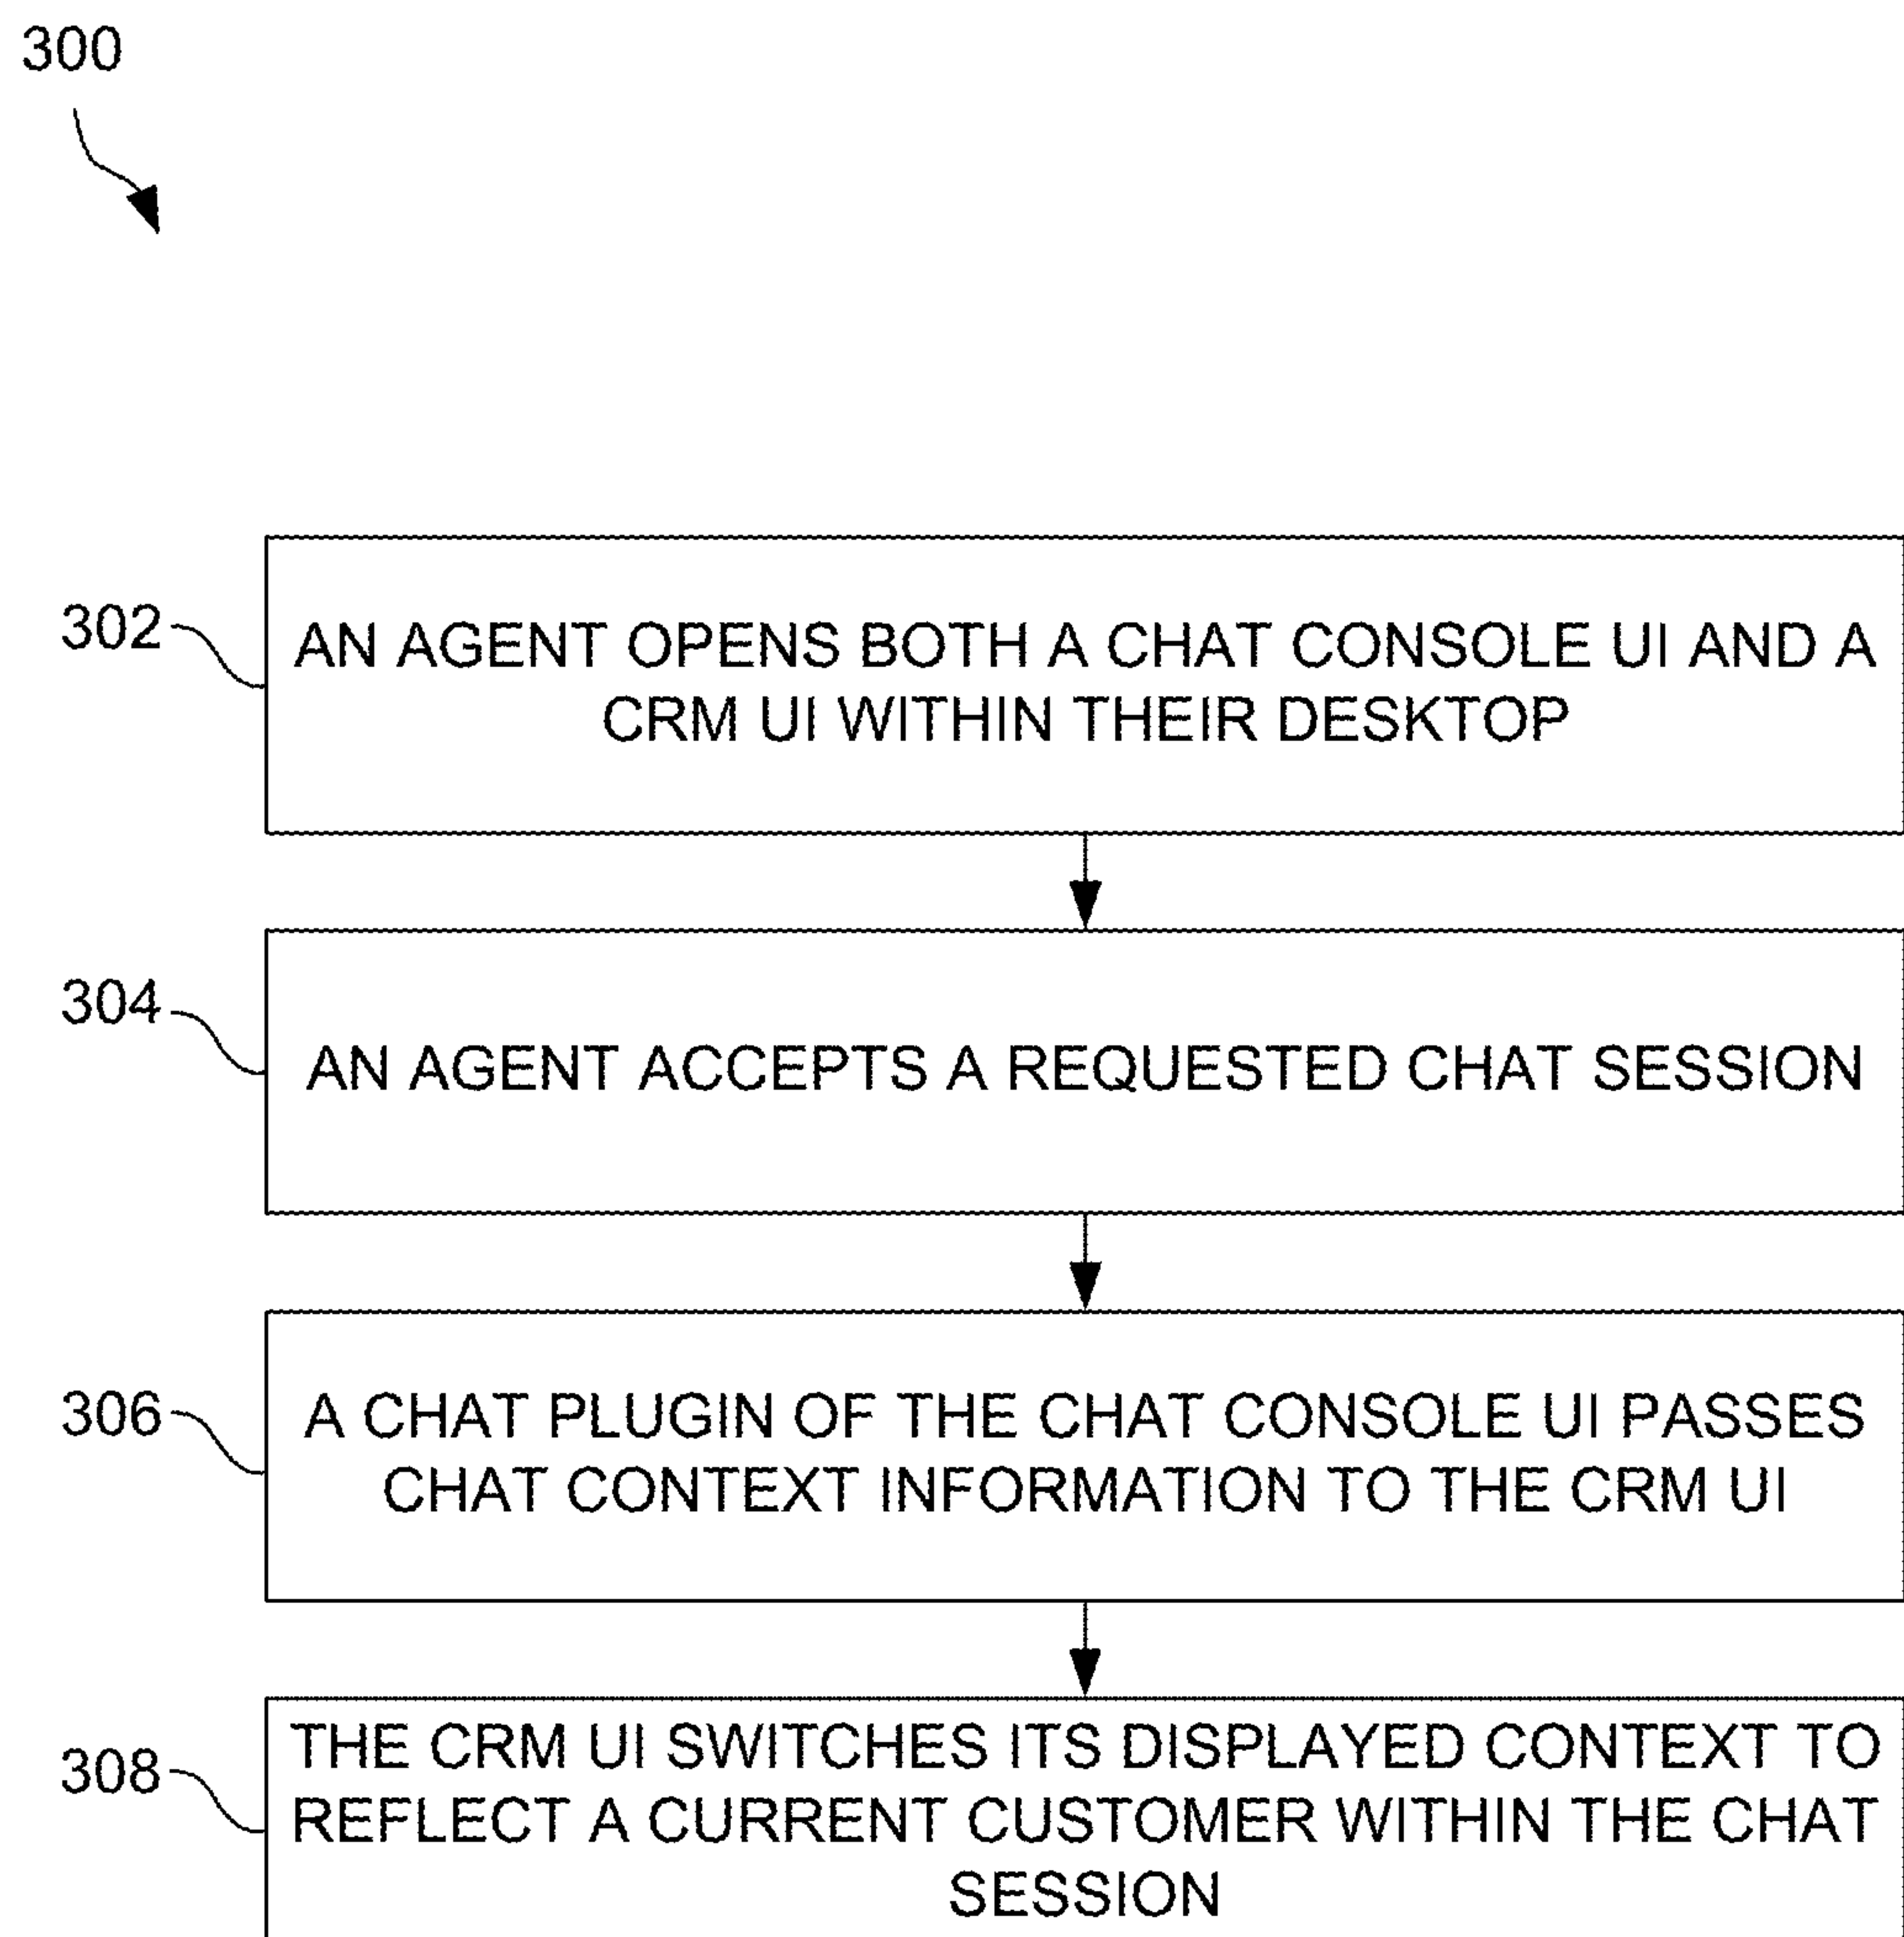 300
302
AN AGENT OPENS BOTH A CHAT CONSOLE UI AND A
CRM UI WITHIN THEIR DESKTOP
304
AN AGENT ACCEPTS A REQUESTED CHAT SESSION
306
A CHAT PLUGIN OF THE CHAT CONSOLE UI PASSES
CHAT CONTEXT INFORMATION TO THE CRM UI
308
THE CRM UI SWITCHES ITS DISPLAYED CONTEXT TO
REFLECT A CURRENT CUSTOMER WITHIN THE CHAT
SESSION